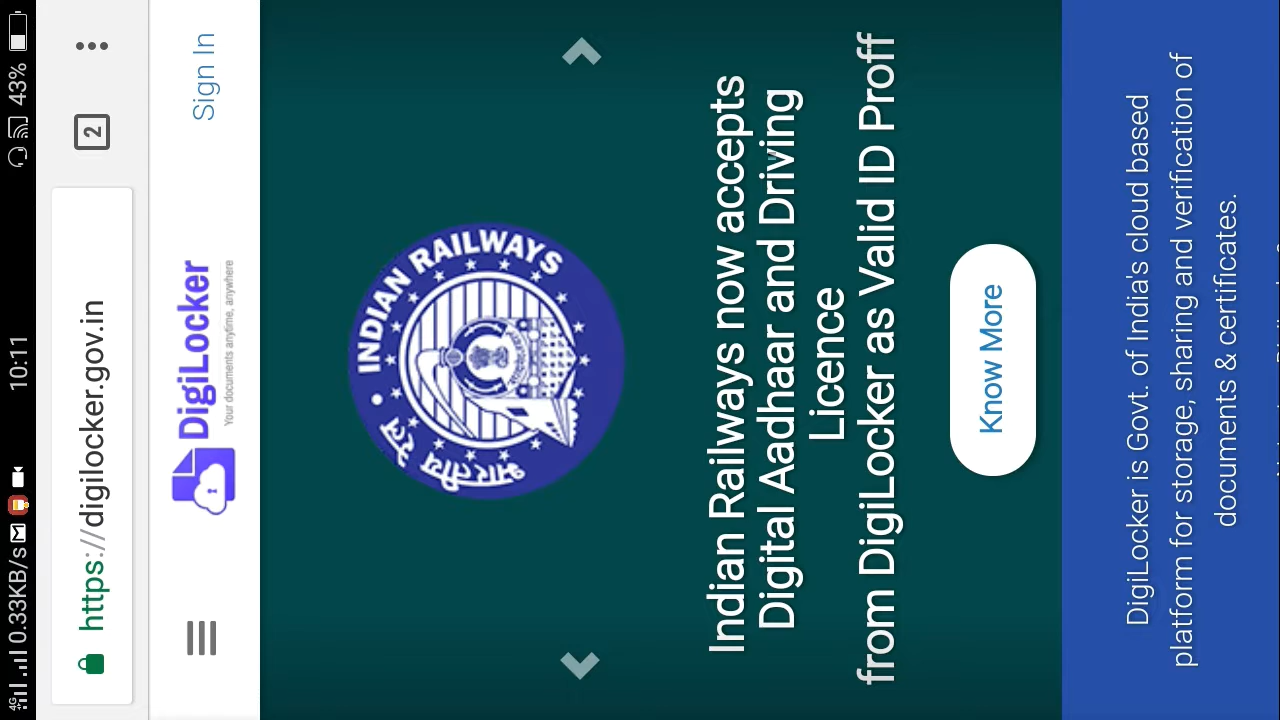 4G 0.33KB/s 10:11 43%
https://digilocker.gov.in 2
DigiLocker
Your documents anytime, anywhere
Sign In
भारतीय रेल • INDIAN RAILWAYS
Indian Railways now accepts
Digital Aadhaar and Driving
Licence
from DigiLocker as Valid ID Proff
Know More
DigiLocker is Govt. of India's cloud based
platform for storage, sharing and verification of
documents & certificates.